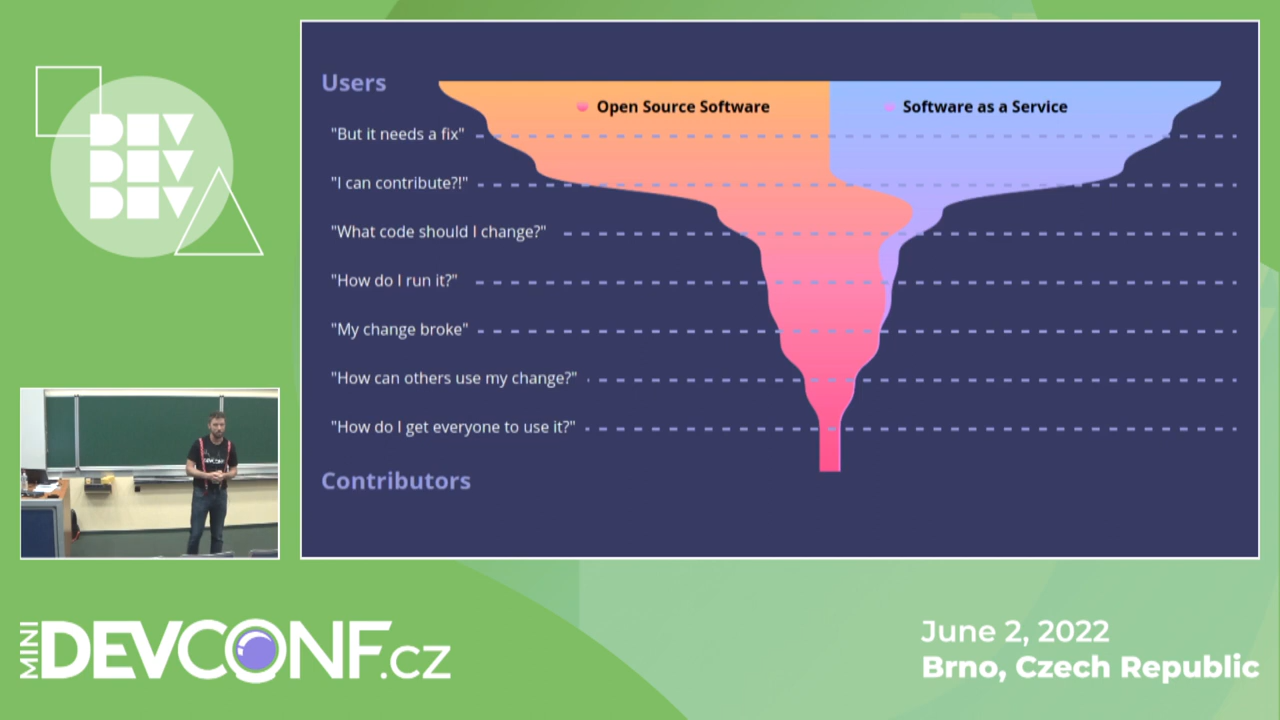 DEV
DEV
DEV
Users
Open Source Software
Software as a Service
"But it needs a fix"
"I can contribute?!"
"What code should I change?"
"How do I run it?"
"My change broke"
"How can others use my change?"
"How do I get everyone to use it?"
Contributors
MINI
DEVCONF.CZ
June 2, 2022
Brno, Czech Republic